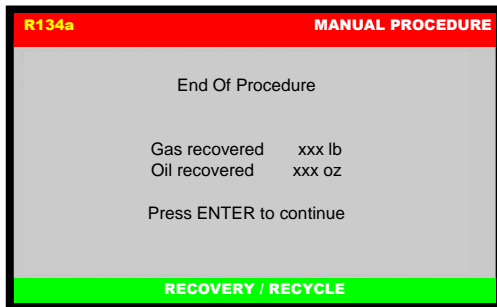 R134a MANUAL PROCEDURE
End Of Procedure
Gas recovered xxx lb
Oil recovered xxx oz
Press ENTER to continue
RECOVERY / RECYCLE